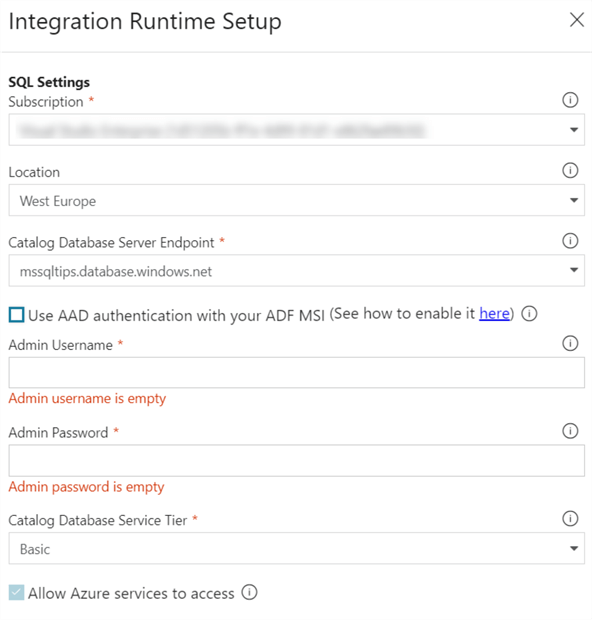 Integration Runtime Setup
SQL Settings
Subscription *
Location
West Europe
Catalog Database Server Endpoint *
mssqltips.database.windows.net
Use AAD authentication with your ADF MSI (See how to enable it here)
Admin Username *
Admin username is empty
Admin Password *
Admin password is empty
Catalog Database Service Tier *
Basic
Allow Azure services to access